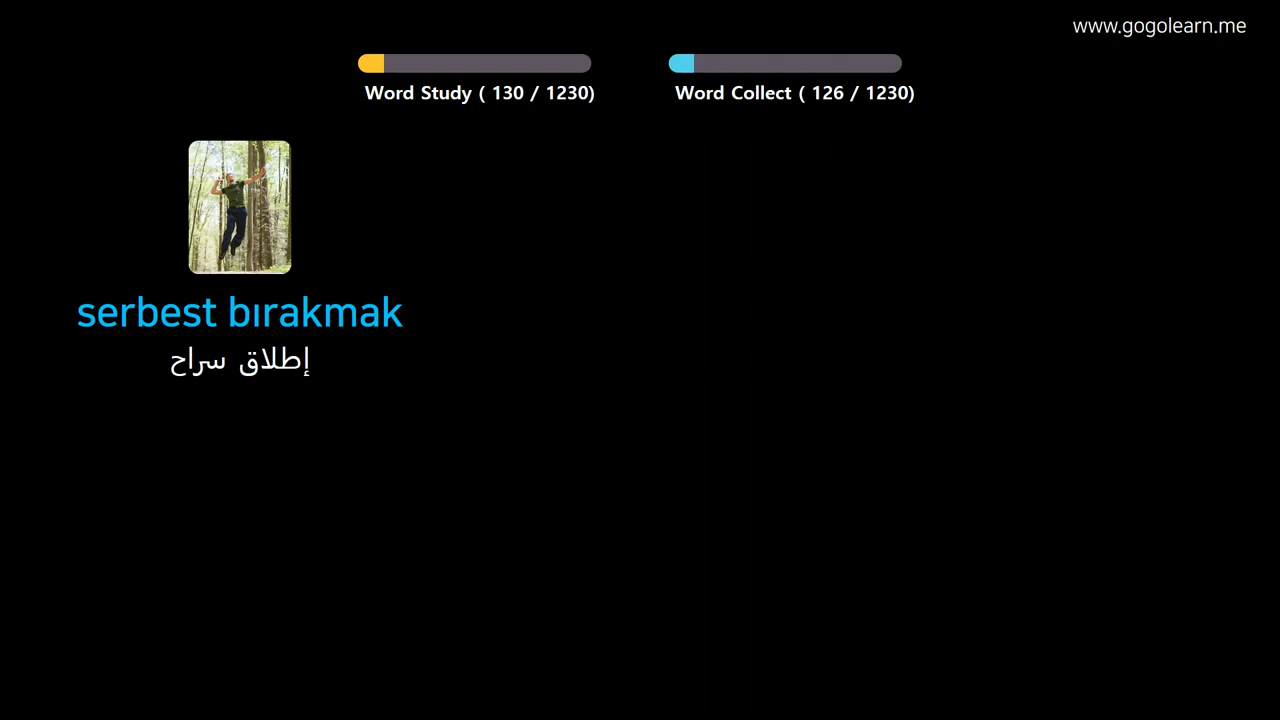 www.gogolearn.me
Word Study ( 130 / 1230)
Word Collect ( 126 / 1230)
serbest bırakmak
إطلاق سراح